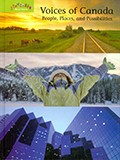 Voices of Canada
People, Places, and Possibilities